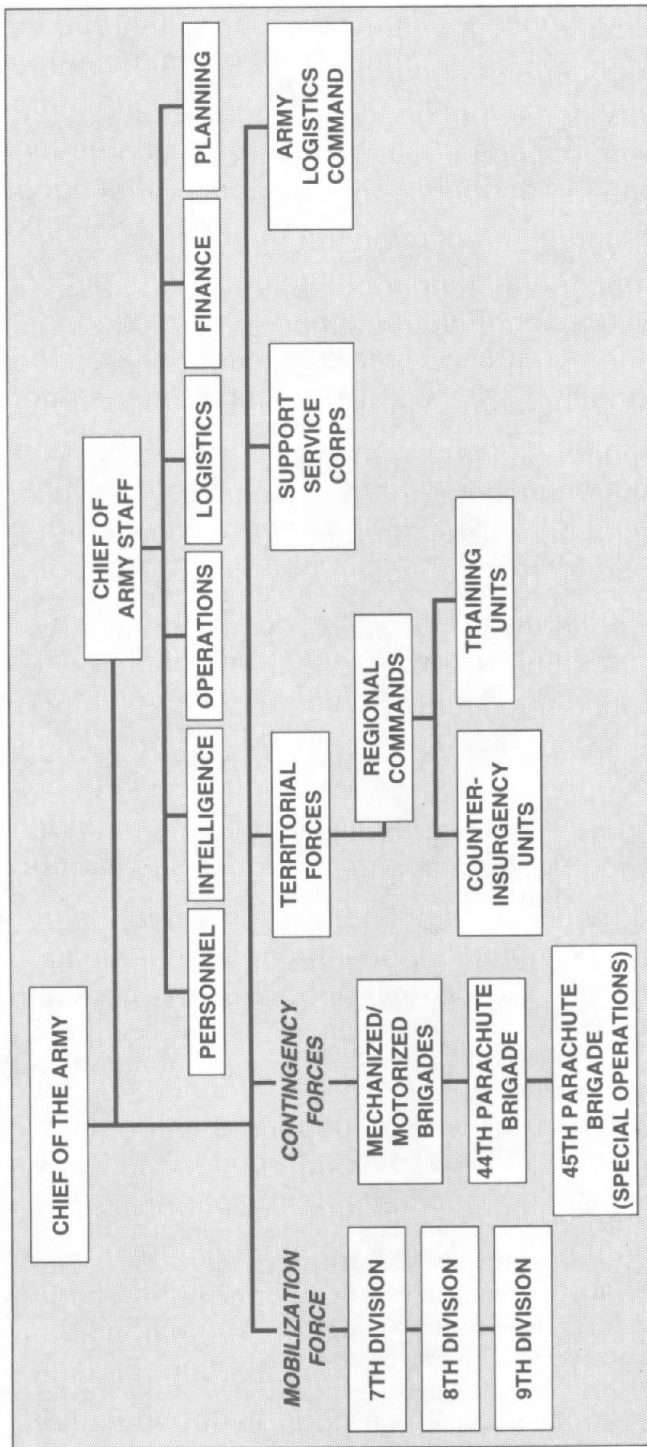 CHIEF OF THE ARMY
CHIEF OF
ARMY STAFF
PERSONNEL
INTELLIGENCE
OPERATIONS
LOGISTICS
FINANCE
PLANNING
MOBILIZATION
FORCE
CONTINGENCY
FORCES
TERRITORIAL
FORCES
SUPPORT
SERVICE
CORPS
ARMY
LOGISTICS
COMMAND
7TH DIVISION
8TH DIVISION
9TH DIVISION
MECHANIZED/
MOTORIZED
BRIGADES
44TH PARACHUTE
BRIGADE
45TH PARACHUTE
BRIGADE
(SPECIAL OPERATIONS)
REGIONAL
COMMANDS
COUNTER-
INSURGENCY
UNITS
TRAINING
UNITS